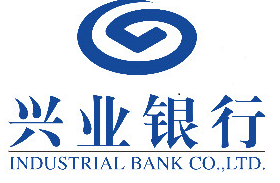 兴业银行
INDUSTRIAL BANK CO.,LTD.